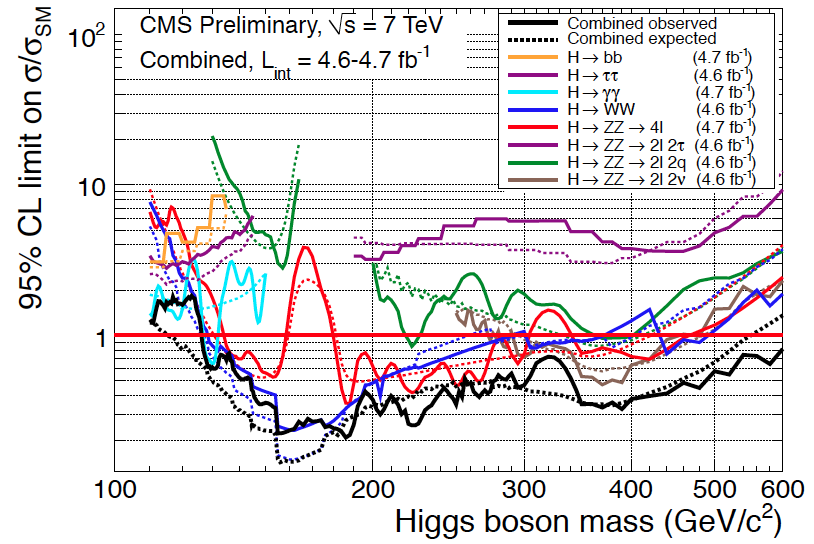 CMS Preliminary, √s = 7 TeV
Combined, L_int = 4.6-4.7 fb⁻¹
Combined observed
Combined expected
H → bb (4.7 fb⁻¹)
H → ττ (4.6 fb⁻¹)
H → γγ (4.7 fb⁻¹)
H → WW (4.6 fb⁻¹)
H → ZZ → 4l (4.7 fb⁻¹)
H → ZZ → 2l 2τ (4.6 fb⁻¹)
H → ZZ → 2l 2q (4.6 fb⁻¹)
H → ZZ → 2l 2ν (4.6 fb⁻¹)
95% CL limit on σ/σ_SM
10²
10
1
100 200 300 400 500 600
Higgs boson mass (GeV/c²)